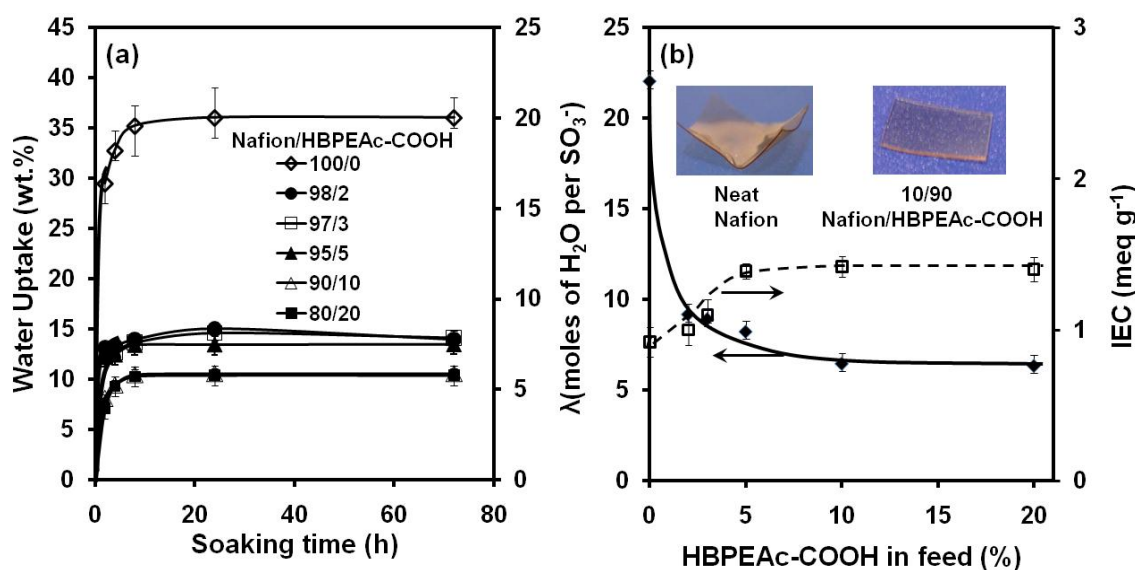 (a)
Water Uptake (wt.%)
45
40
35
30
25
20
15
10
5
0
Nafion/HBPEAc-COOH
100/0
98/2
97/3
95/5
90/10
80/20
25
20
15
10
5
0
0 20 40 60 80
Soaking time (h)
λ(moles of H₂O per SO₃⁻)
(b)
25
20
15
10
5
0
Neat
Nafion
10/90
Nafion/HBPEAc-COOH
3
2
1
0
IEC (meq g⁻¹)
0 5 10 15 20
HBPEAc-COOH in feed (%)